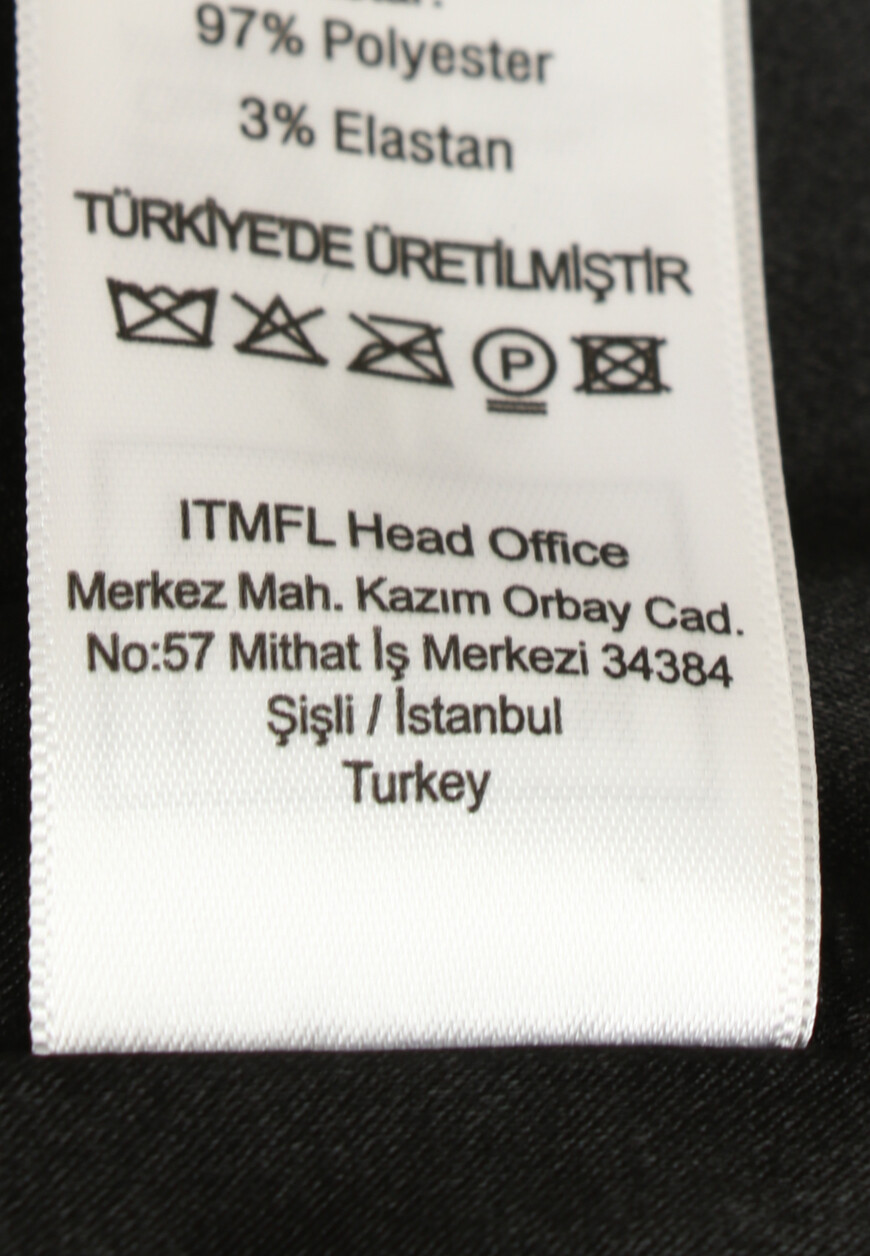 97% Polyester
3% Elastan
TÜRKİYE'DE ÜRETİLMİŞTİR
P
ITMFL Head Office
Merkez Mah. Kazım Orbay Cad.
No:57 Mithat İş Merkezi 34384
Şişli / İstanbul
Turkey